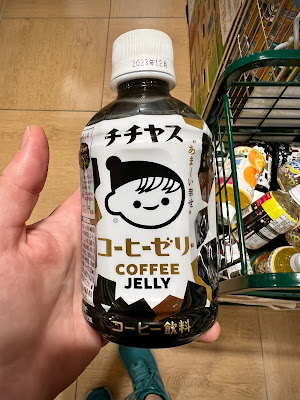 2023年12月
チチヤス
"あま〜い幸せ"
®
コーヒーゼリー
COFFEE
JELLY
コーヒー飲料